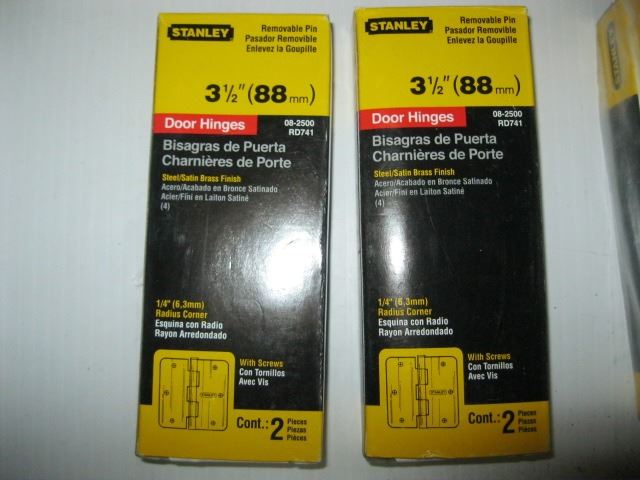 STANLEY
Removable Pin
Pasador Removible
Enlevez la Goupille
3 1/2" (88 mm)
Door Hinges
08-2500
RD741
Bisagras de Puerta
Charnières de Porte
Steel/Satin Brass Finish
Acero/Acabado en Bronce Satinado
Acier/Fini en Laiton Satiné
(4)
1/4" (6,3mm)
Radius Corner
Esquina con Radio
Rayon Arredondado
With Screws
Con Tornillos
Avec Vis
STANLEY
Cont.: 2 Pieces
Piezas
Pièces
STANLEY
Removable Pin
Pasador Removible
Enlevez la Goupille
3 1/2" (88 mm)
Door Hinges
08-2500
RD741
Bisagras de Puerta
Charnières de Porte
Steel/Satin Brass Finish
Acero/Acabado en Bronce Satinado
Acier/Fini en Laiton Satiné
(4)
1/4" (6,3mm)
Radius Corner
Esquina con Radio
Rayon Arredondado
With Screws
Con Tornillos
Avec Vis
STANLEY
Cont.: 2 Pieces
Piezas
Pièces
STANLEY